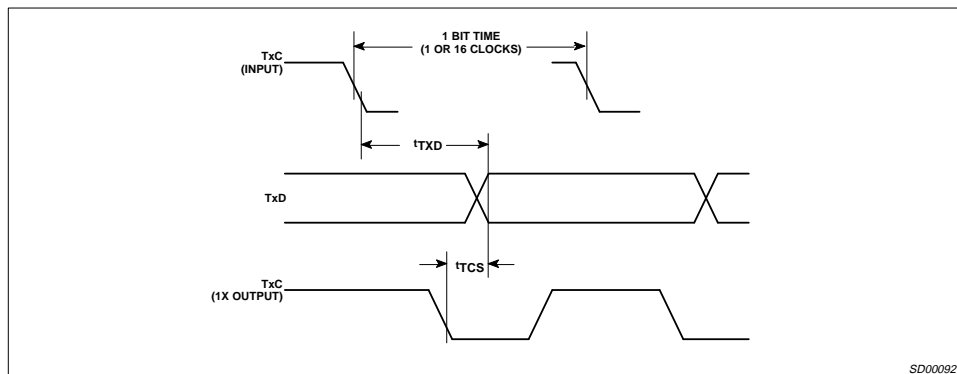 1 BIT TIME
(1 OR 16 CLOCKS)
TxC
(INPUT)
tTXD
TxD
tTCS
TxC
(1X OUTPUT)
SD00092